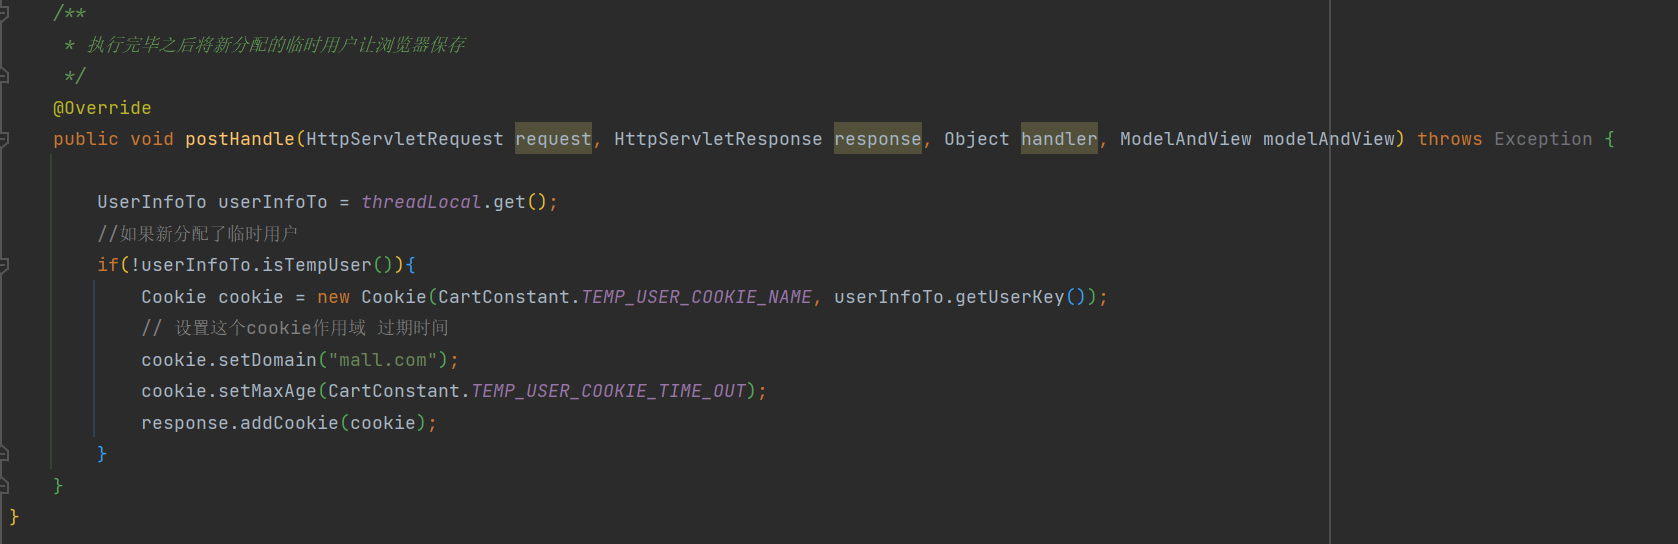 /**
 * 执行完毕之后将新分配的临时用户让浏览器保存
 */
@Override
public void postHandle(HttpServletRequest request, HttpServletResponse response, Object handler, ModelAndView modelAndView) throws Exception {
UserInfoTo userInfoTo = threadLocal.get();
//如果新分配了临时用户
if(!userInfoTo.isTempUser()){
Cookie cookie = new Cookie(CartConstant.TEMP_USER_COOKIE_NAME, userInfoTo.getUserKey());
// 设置这个cookie作用域 过期时间
cookie.setDomain("mall.com");
cookie.setMaxAge(CartConstant.TEMP_USER_COOKIE_TIME_OUT);
response.addCookie(cookie);
}
}
}